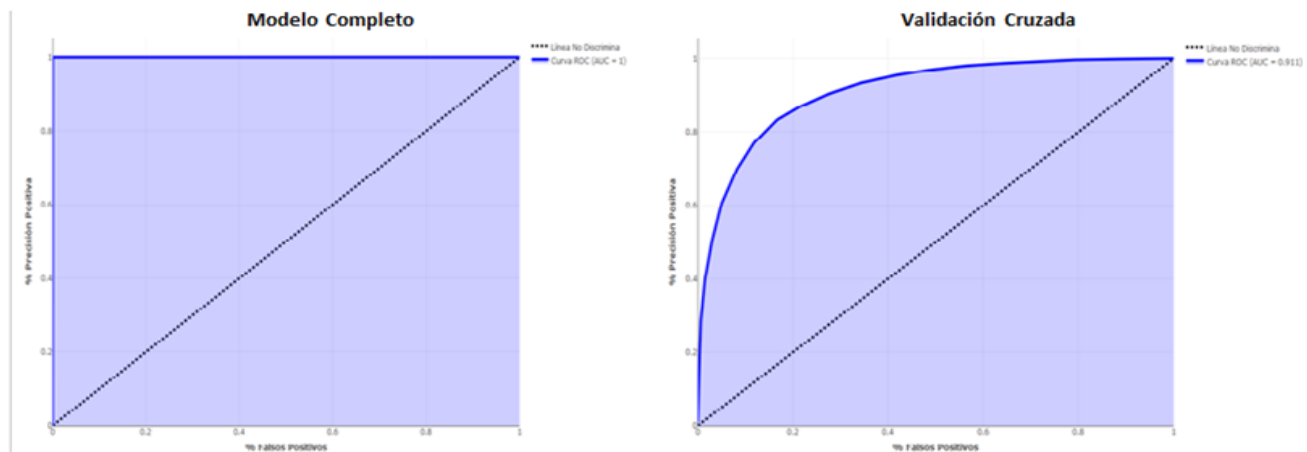 Modelo Completo
Línea No Discrimina
Curva ROC (AUC = 1)
1
0.8
0.6
0.4
0.2
0
% Precisión Positiva
0
0.2
0.4
0.6
0.8
1
% Falsos Positivos
Validación Cruzada
Línea No Discrimina
Curva ROC (AUC = 0.911)
1
0.8
0.6
0.4
0.2
0
% Precisión Positiva
0
0.2
0.4
0.6
0.8
1
% Falsos Positivos